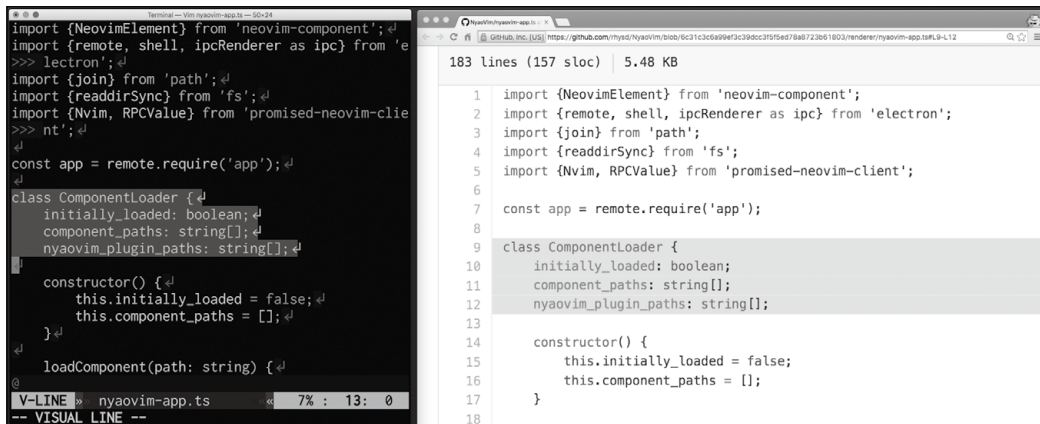 Terminal — Vim nyaovim-app.ts — 50×24
import {NeovimElement} from 'neovim-component';
import {remote, shell, ipcRenderer as ipc} from 'e
>>> lectron';
import {join} from 'path';
import {readdirSync} from 'fs';
import {Nvim, RPCValue} from 'promised-neovim-clie
>>> nt';
const app = remote.require('app');
class ComponentLoader {
initially_loaded: boolean;
component_paths: string[];
nyaovim_plugin_paths: string[];
constructor() {
this.initially_loaded = false;
this.component_paths = [];
}
loadComponent(path: string) {
@
V-LINE » nyaovim-app.ts « 7% : 13: 0
-- VISUAL LINE --
NyaoVim/nyaovim-app.ts
GitHub, Inc. [US] https://github.com/rhysd/NyaoVim/blob/6c31c3c6a99ef3c39dcc3f5f5ed78a8723b61803/renderer/nyaovim-app.ts#L9-L12
183 lines (157 sloc) 5.48 KB
1 import {NeovimElement} from 'neovim-component';
2 import {remote, shell, ipcRenderer as ipc} from 'electron';
3 import {join} from 'path';
4 import {readdirSync} from 'fs';
5 import {Nvim, RPCValue} from 'promised-neovim-client';
6
7 const app = remote.require('app');
8
9 class ComponentLoader {
10 initially_loaded: boolean;
11 component_paths: string[];
12 nyaovim_plugin_paths: string[];
13
14 constructor() {
15 this.initially_loaded = false;
16 this.component_paths = [];
17 }
18